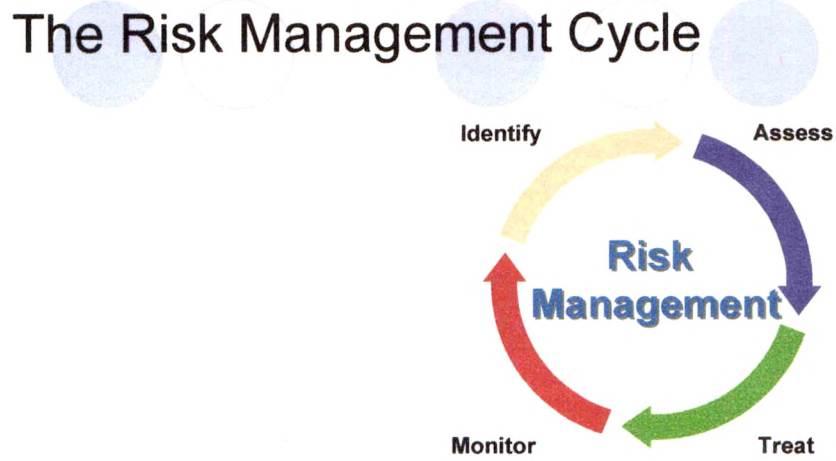 The Risk Management Cycle
Identify
Assess
Risk
Management
Monitor
Treat